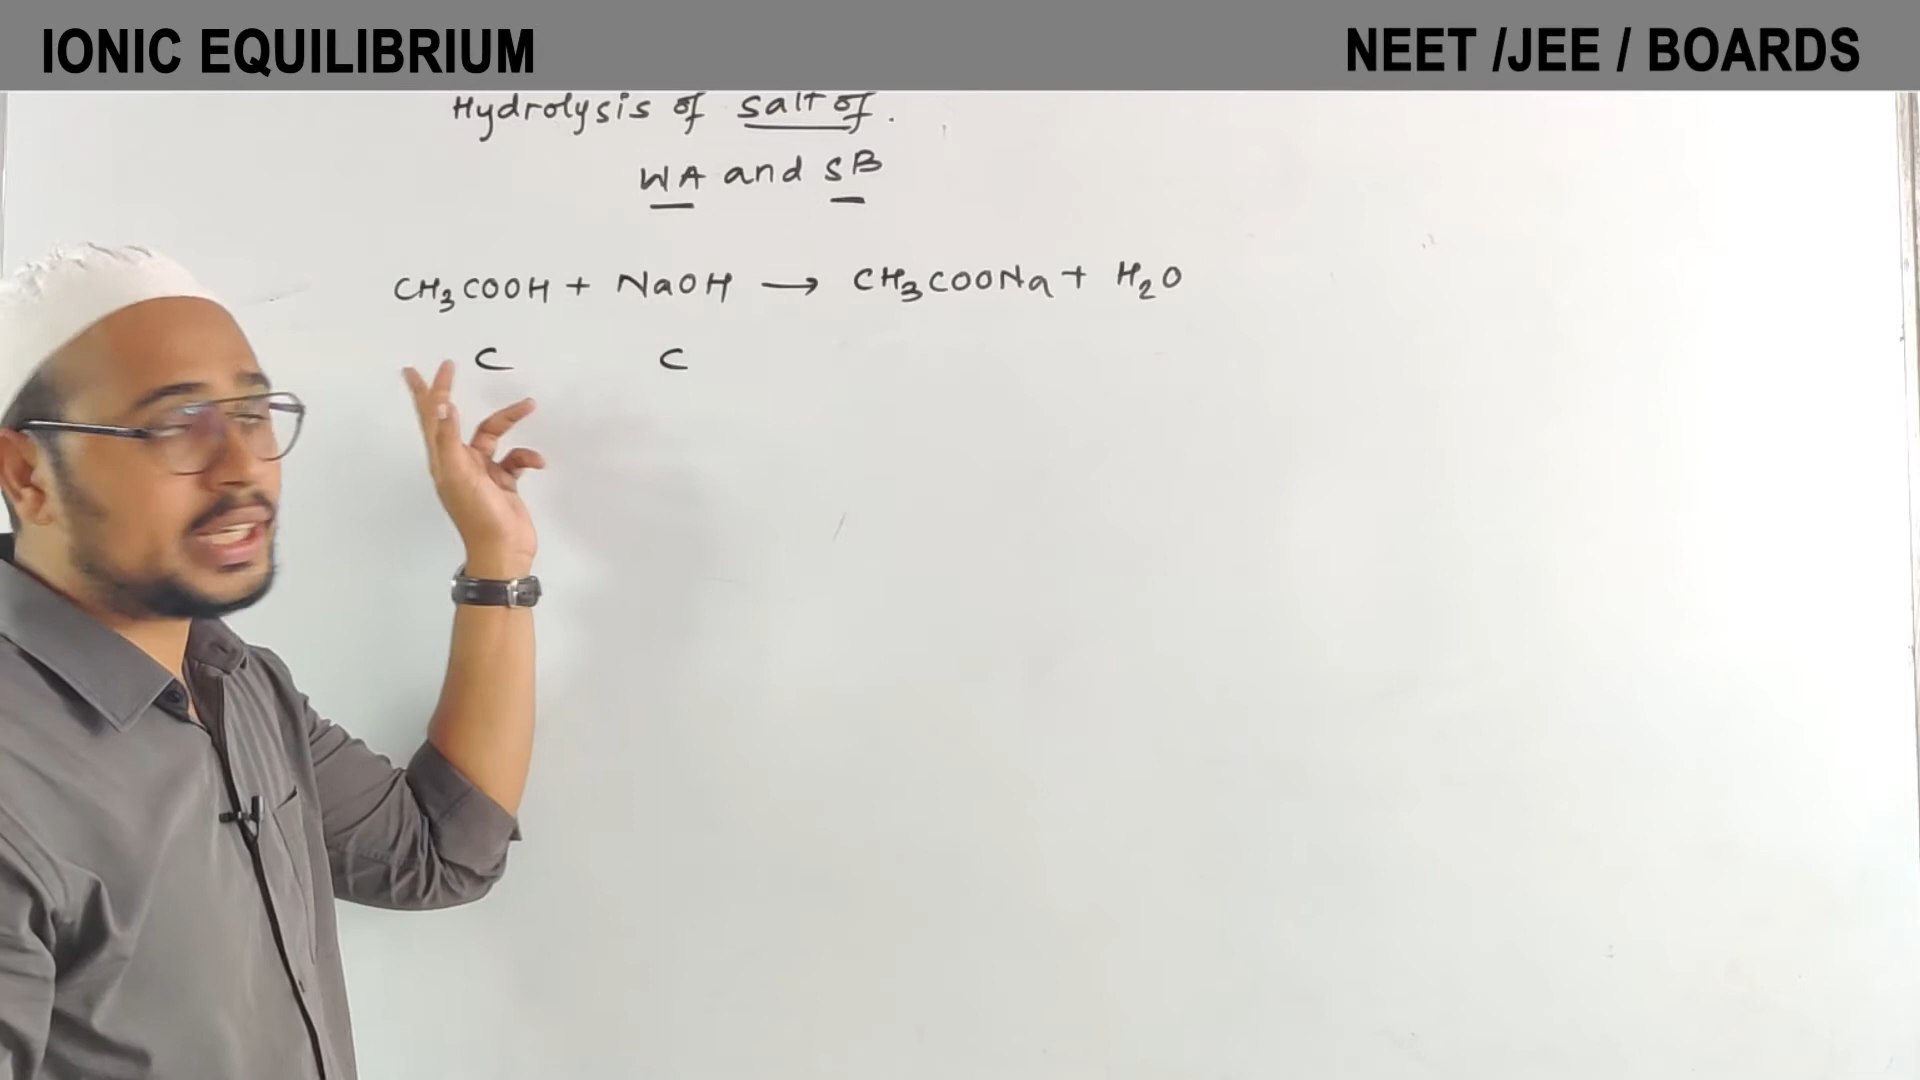 IONIC EQUILIBRIUM
NEET /JEE / BOARDS
Hydrolysis of salt of.
WA and SB
CH₃COOH + NaOH → CH₃COONa + H₂O
C C